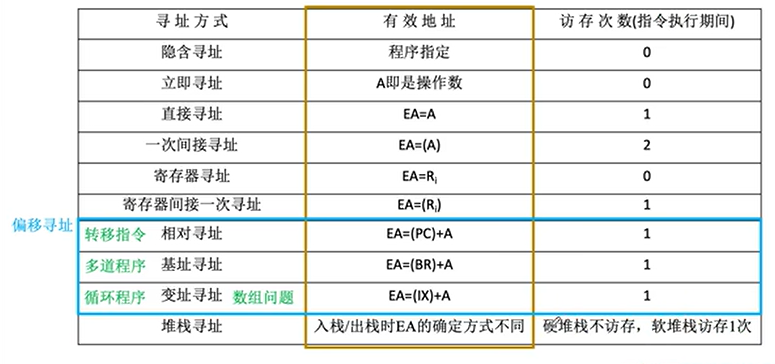 寻址方式 有效地址 访存次数(指令执行期间)
隐含寻址 程序指定 0
立即寻址 A即是操作数 0
直接寻址 EA=A 1
一次间接寻址 EA=(A) 2
寄存器寻址 EA=Ri 0
寄存器间接一次寻址 EA=(Ri) 1
偏移寻址
转移指令 相对寻址 EA=(PC)+A 1
多道程序 基址寻址 EA=(BR)+A 1
循环程序 变址寻址 数组问题 EA=(IX)+A 1
堆栈寻址 入栈/出栈时EA的确定方式不同 硬堆栈不访存，软堆栈访存1次